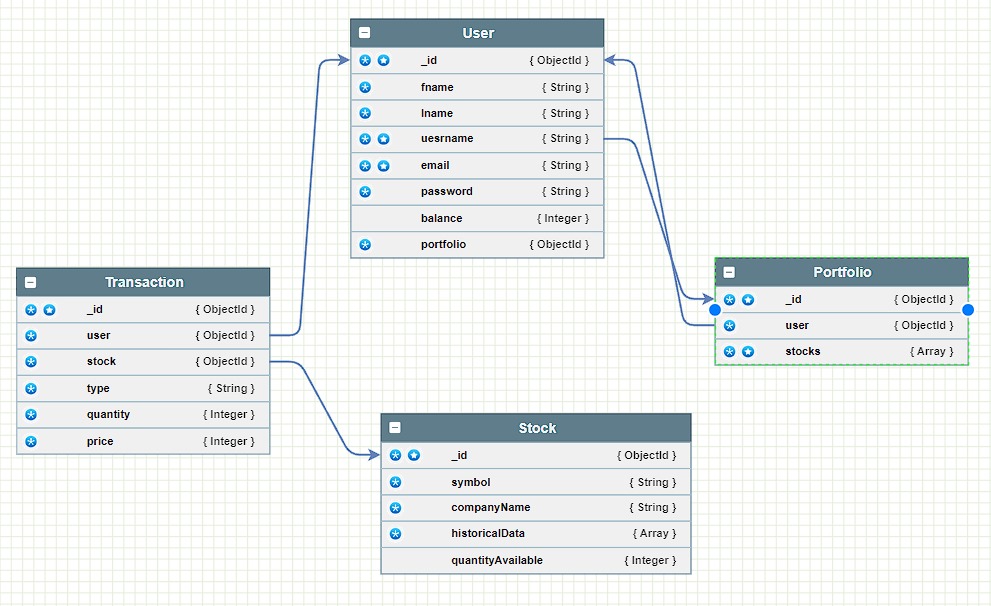 User
_id { ObjectId }
fname { String }
lname { String }
uesrname { String }
email { String }
password { String }
balance { Integer }
portfolio { ObjectId }
Transaction
_id { ObjectId }
user { ObjectId }
stock { ObjectId }
type { String }
quantity { Integer }
price { Integer }
Portfolio
_id { ObjectId }
user { ObjectId }
stocks { Array }
Stock
_id { ObjectId }
symbol { String }
companyName { String }
historicalData { Array }
quantityAvailable { Integer }